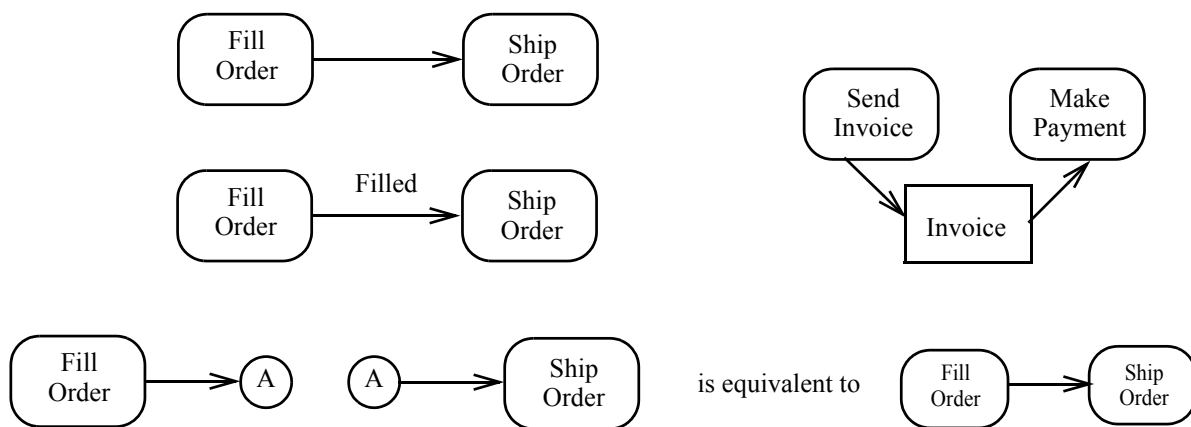 Fill
Order
Ship
Order
Send
Invoice
Make
Payment
Fill
Order
Filled
Ship
Order
Invoice
Fill
Order
A
A
Ship
Order
is equivalent to
Fill
Order
Ship
Order